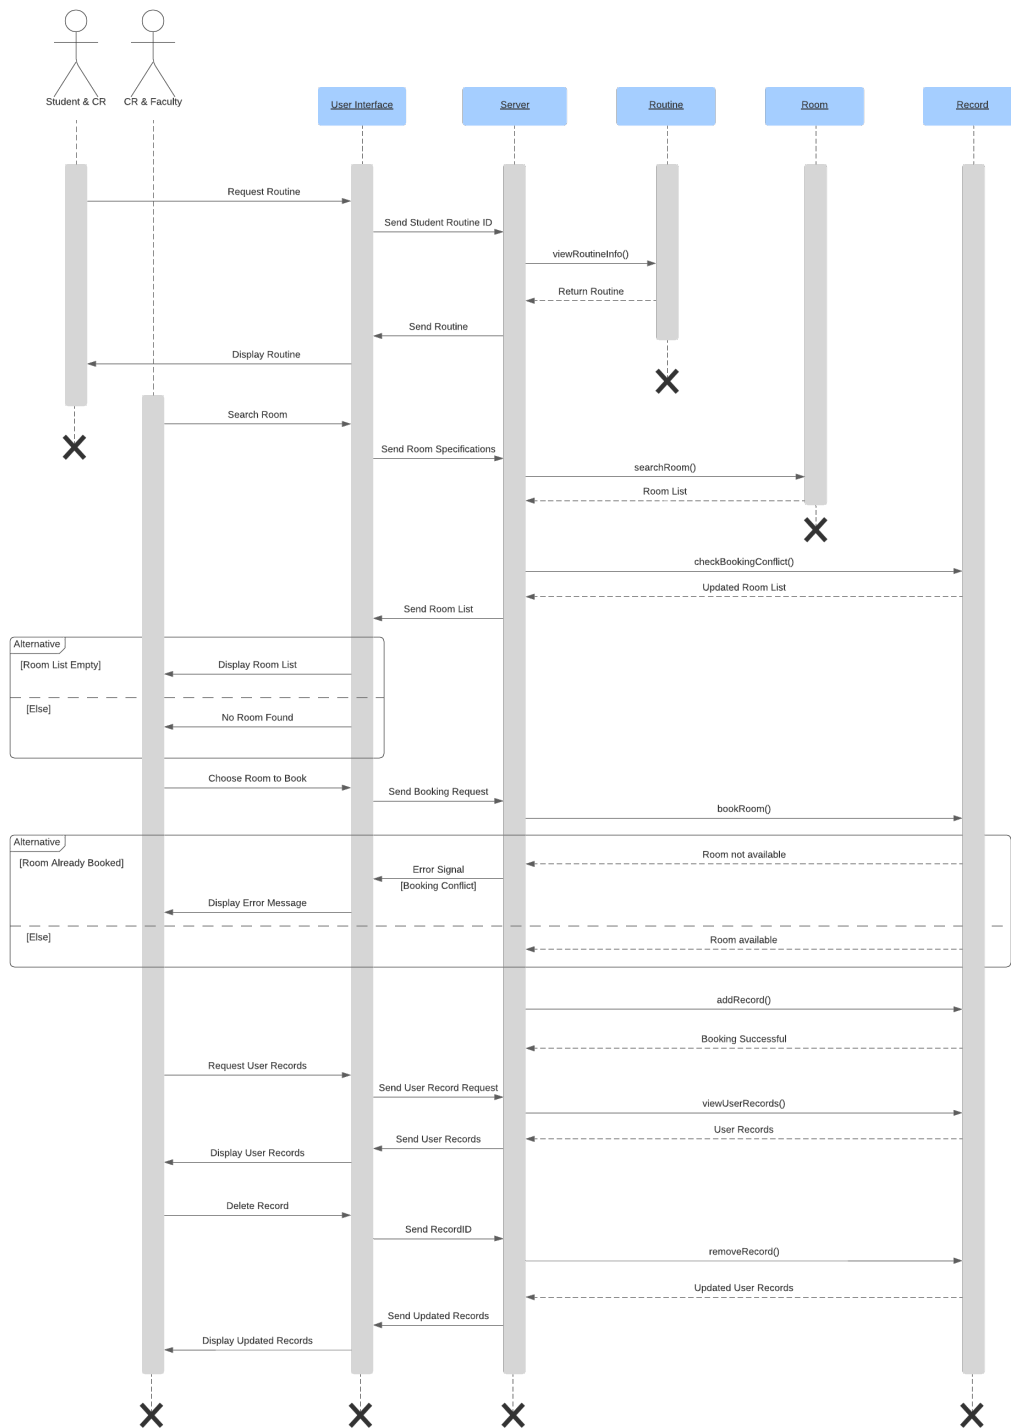 Student & CR
CR & Faculty
User Interface
Server
Routine
Room
Record
Request Routine
Send Student Routine ID
viewRoutineInfo()
Return Routine
Send Routine
Display Routine
Search Room
Send Room Specifications
searchRoom()
Room List
checkBookingConflict()
Updated Room List
Send Room List
Alternative
[Room List Empty]
Display Room List
[Else]
No Room Found
Choose Room to Book
Send Booking Request
bookRoom()
Alternative
[Room Already Booked]
Room not available
Error Signal
[Booking Conflict]
Display Error Message
[Else]
Room available
addRecord()
Booking Successful
Request User Records
Send User Record Request
viewUserRecords()
User Records
Send User Records
Display User Records
Delete Record
Send RecordID
removeRecord()
Updated User Records
Send Updated Records
Display Updated Records